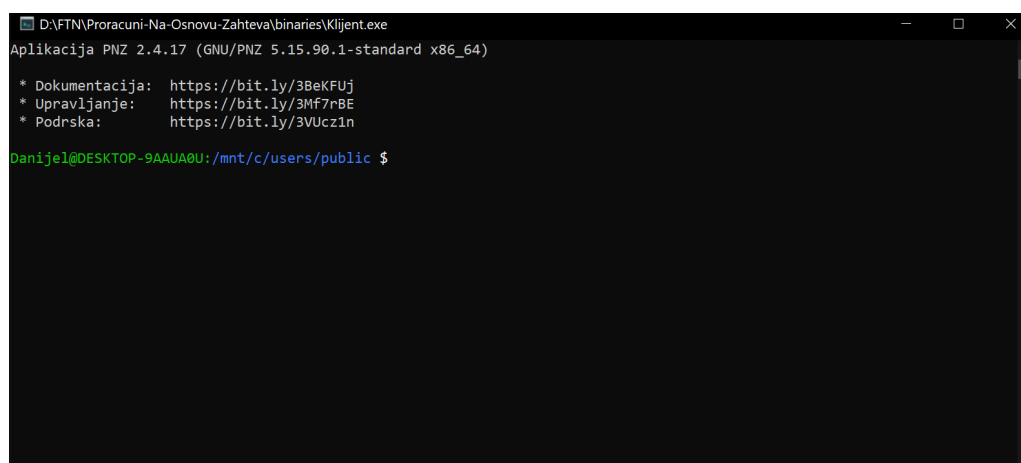 D:\FTN\Proracuni-Na-Osnovu-Zahteva\binaries\Klijent.exe
Aplikacija PNZ 2.4.17 (GNU/PNZ 5.15.90.1-standard x86_64)
* Dokumentacija: https://bit.ly/3BeKFUj
* Upravljanje: https://bit.ly/3Mf7rBE
* Podrska: https://bit.ly/3VUcz1n
Danijel@DESKTOP-9AAUA0U:/mnt/c/users/public $